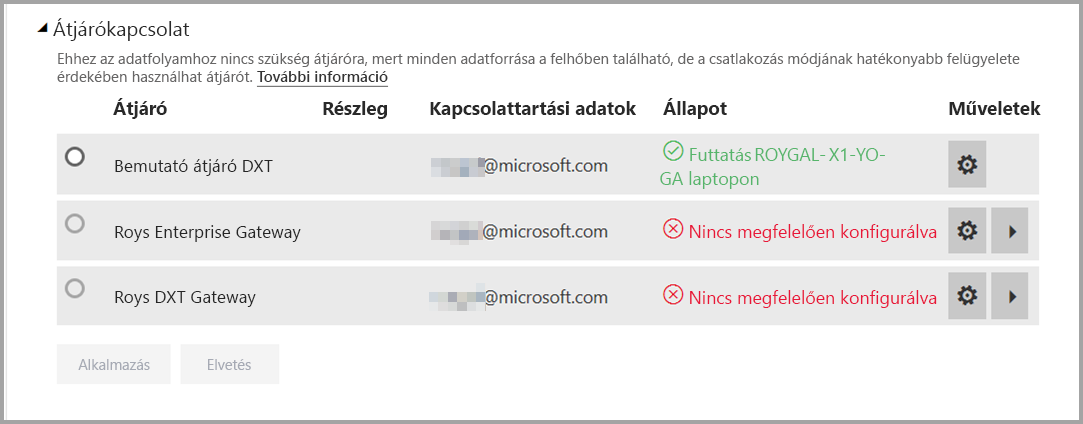 Átjárókapcsolat
Ehhez az adatfolyamhoz nincs szükség átjáróra, mert minden adatforrása a felhőben található, de a csatlakozás módjának hatékonyabb felügyelete
érdekében használhat átjárót. További információ
Átjáró Részleg Kapcsolattartási adatok Állapot Műveletek
Bemutató átjáró DXT @microsoft.com Futtatás ROYGAL- X1-YO-
GA laptopon
Roys Enterprise Gateway @microsoft.com Nincs megfelelően konfigurálva
Roys DXT Gateway @microsoft.com Nincs megfelelően konfigurálva
Alkalmazás Elvetés